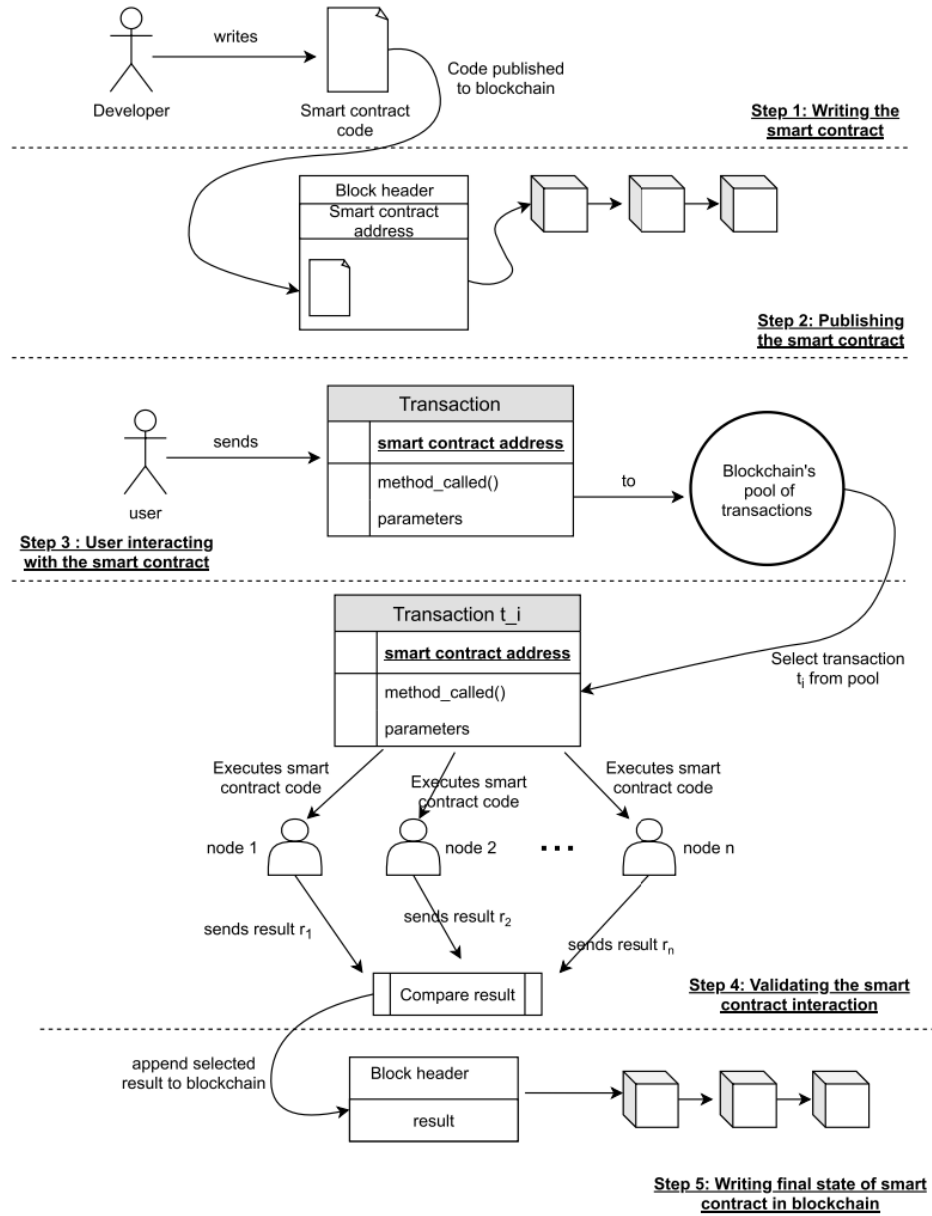 writes
Developer
Smart contract
code
Code published
to blockchain
Step 1: Writing the
smart contract
Block header
Smart contract
address
Step 2: Publishing
the smart contract
user
sends
Transaction
smart contract address
method_called()
parameters
to
Blockchain's
pool of
transactions
Step 3 : User interacting
with the smart contract
Transaction t_i
smart contract address
method_called()
parameters
Select transaction
tᵢ from pool
Executes smart
contract code
Executes smart
contract code
Executes smart
contract code
node 1
node 2
...
node n
sends result r₁
sends result r₂
sends result rₙ
Compare result
Step 4: Validating the smart
contract interaction
append selected
result to blockchain
Block header
result
Step 5: Writing final state of smart
contract in blockchain